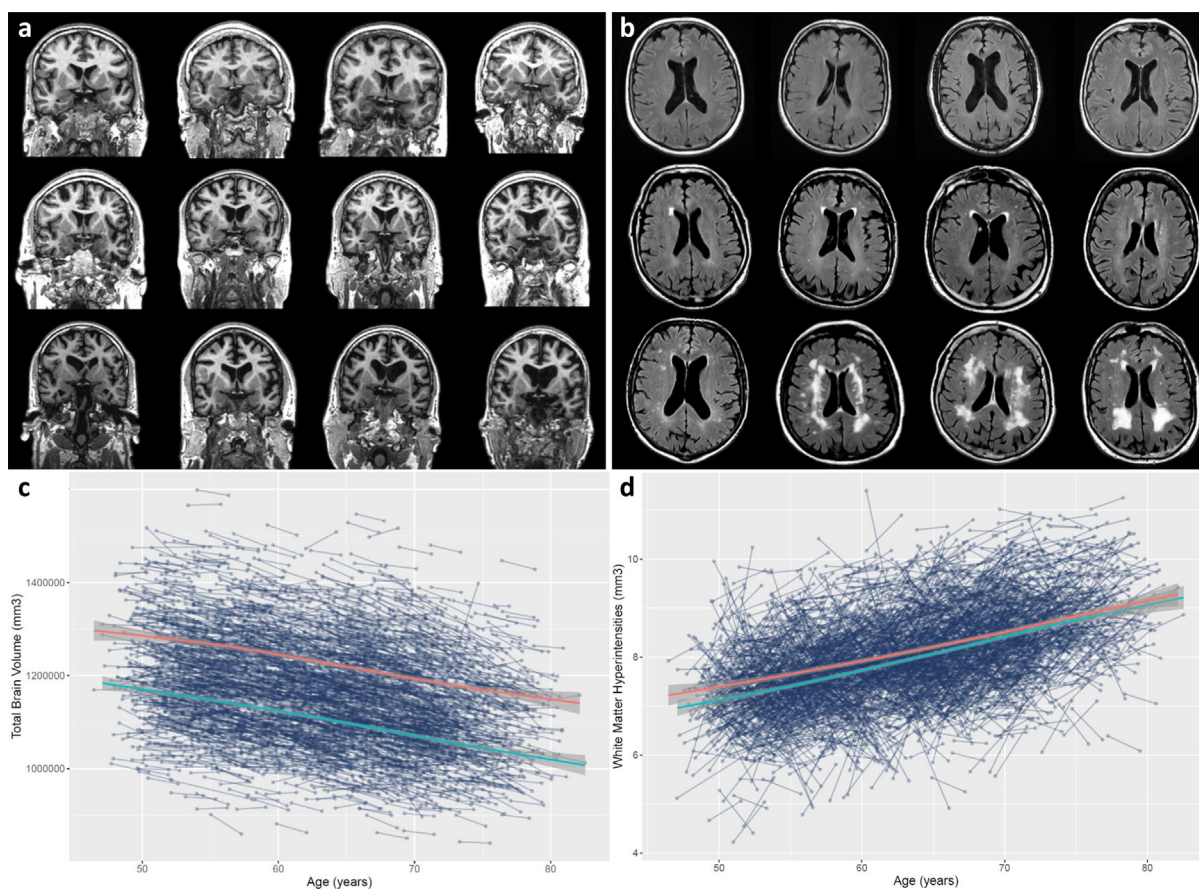 a
b
c
1400000
1200000
1000000
Total Brain Volume (mm3)
50
60
70
80
Age (years)
d
10
8
6
4
White Matter Hyperintensities (mm3)
50
60
70
80
Age (years)